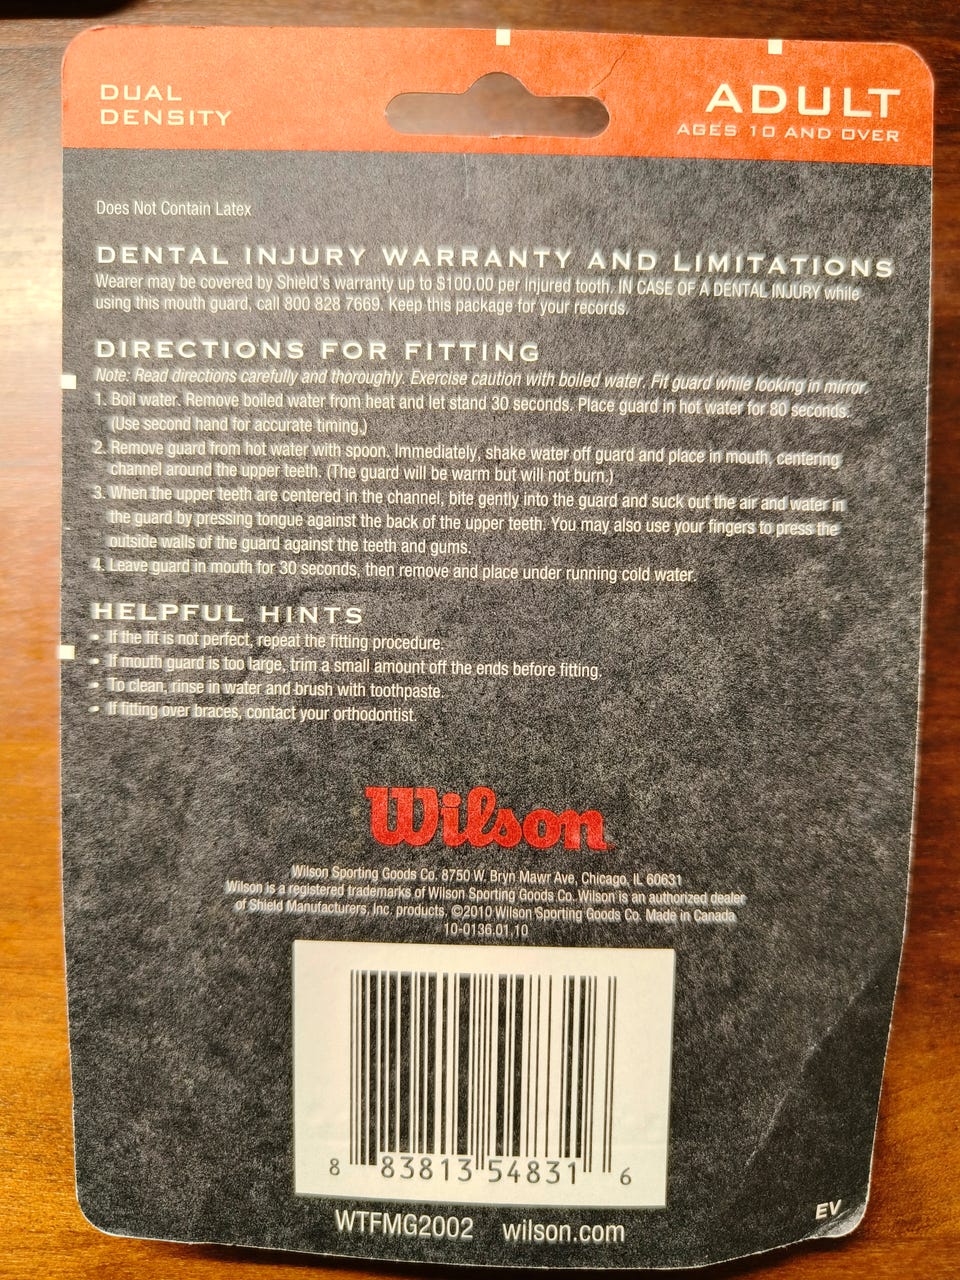 DUAL
DENSITY
ADULT
AGES 10 AND OVER
Does Not Contain Latex
DENTAL INJURY WARRANTY AND LIMITATIONS
Wearer may be covered by Shield's warranty up to $100.00 per injured tooth. IN CASE OF A DENTAL INJURY while
using this mouth guard, call 800 828 7669. Keep this package for your records.
DIRECTIONS FOR FITTING
Note: Read directions carefully and thoroughly. Exercise caution with boiled water. Fit guard while looking in mirror.
1. Boil water. Remove boiled water from heat and let stand 30 seconds. Place guard in hot water for 80 seconds.
(Use second hand for accurate timing.)
2. Remove guard from hot water with spoon. Immediately, shake water off guard and place in mouth, centering
channel around the upper teeth. (The guard will be warm but will not burn.)
3. When the upper teeth are centered in the channel, bite gently into the guard and suck out the air and water in
the guard by pressing tongue against the back of the upper teeth. You may also use your fingers to press the
outside walls of the guard against the teeth and gums.
4. Leave guard in mouth for 30 seconds, then remove and place under running cold water.
HELPFUL HINTS
• If the fit is not perfect, repeat the fitting procedure.
• If mouth guard is too large, trim a small amount off the ends before fitting.
• To clean, rinse in water and brush with toothpaste.
• If fitting over braces, contact your orthodontist.
Wilson
Wilson Sporting Goods Co. 8750 W. Bryn Mawr Ave, Chicago, IL 60631
Wilson is a registered trademarks of Wilson Sporting Goods Co. Wilson is an authorized dealer
of Shield Manufacturers, Inc. products. ©2010 Wilson Sporting Goods Co. Made in Canada
10-0136.01.10
8 83813 54831 6
WTFMG2002 wilson.com
EV